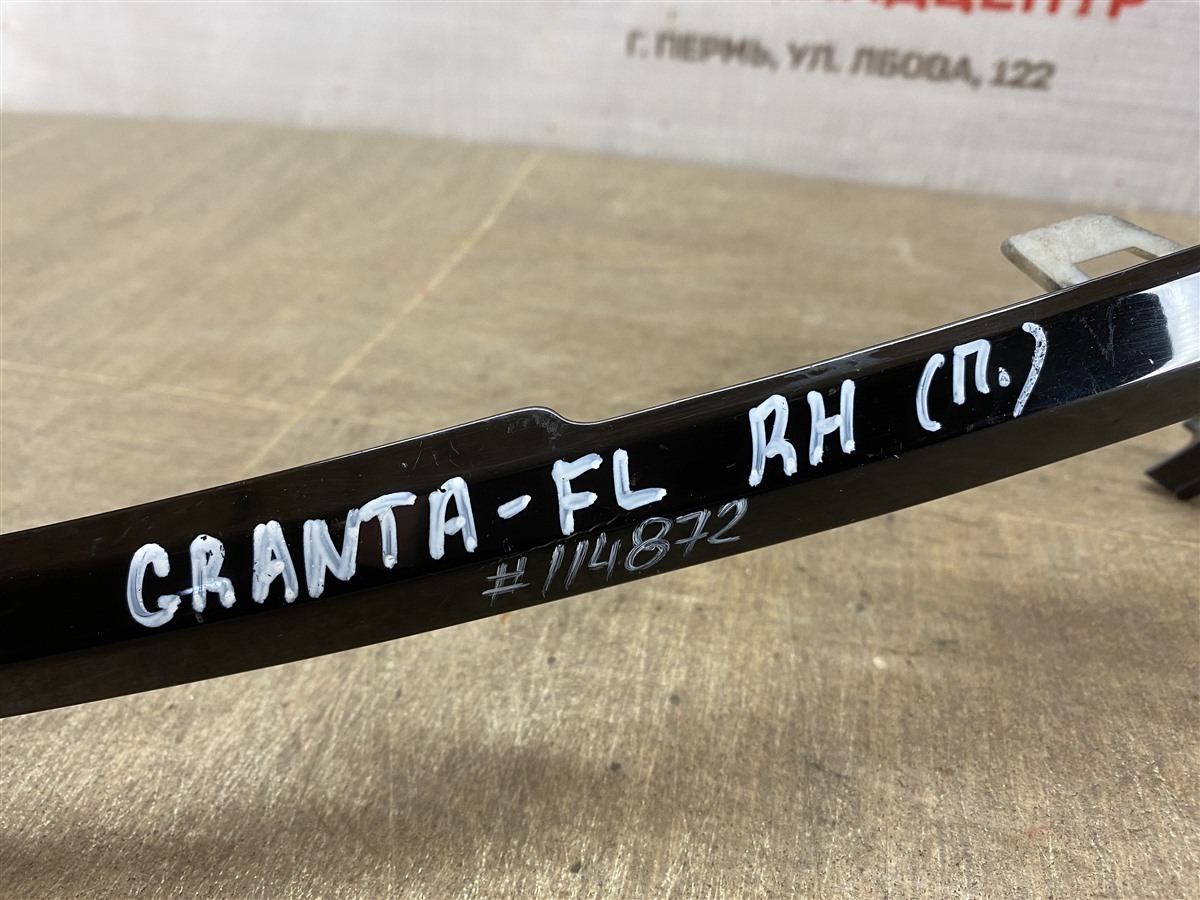 Г. ПЕРМЬ, УЛ. ЛБОВА, 122
GRANTA-FL RH (п.)
#114872